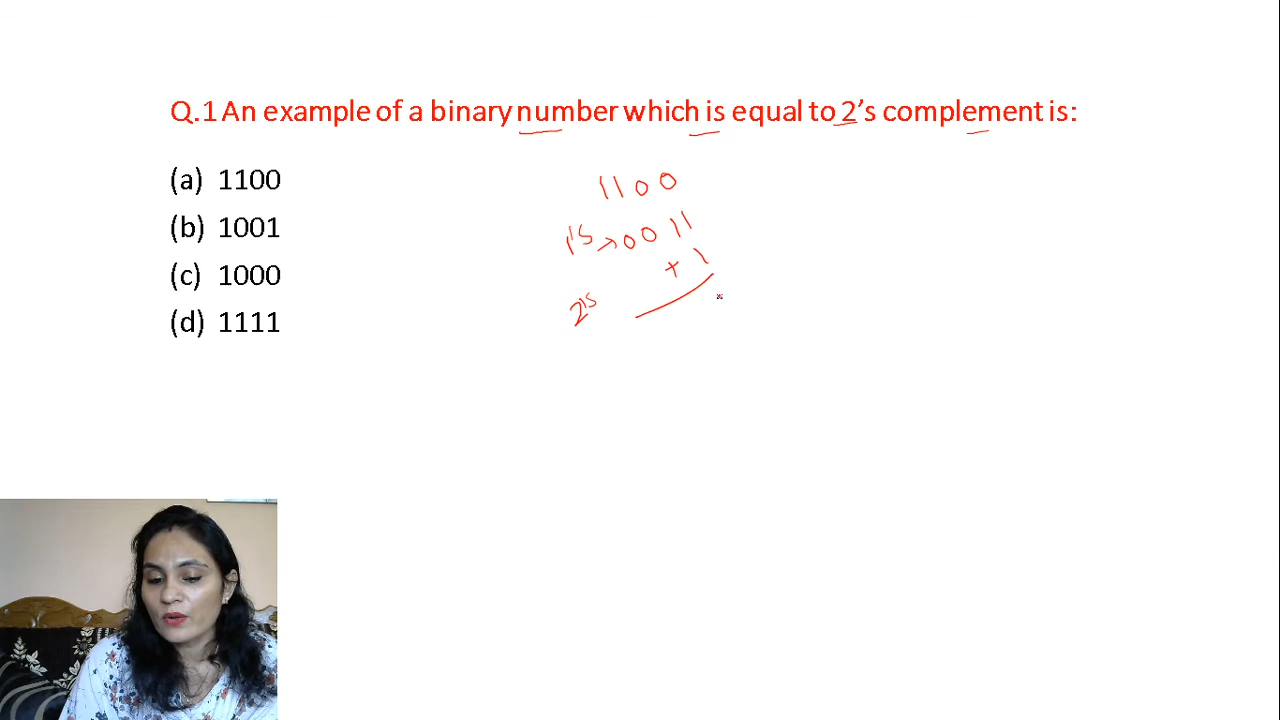 Q.1 An example of a binary number which is equal to 2's complement is:
(a) 1100
(b) 1001
(c) 1000
(d) 1111
1100
1's → 0011
+ 1
2's